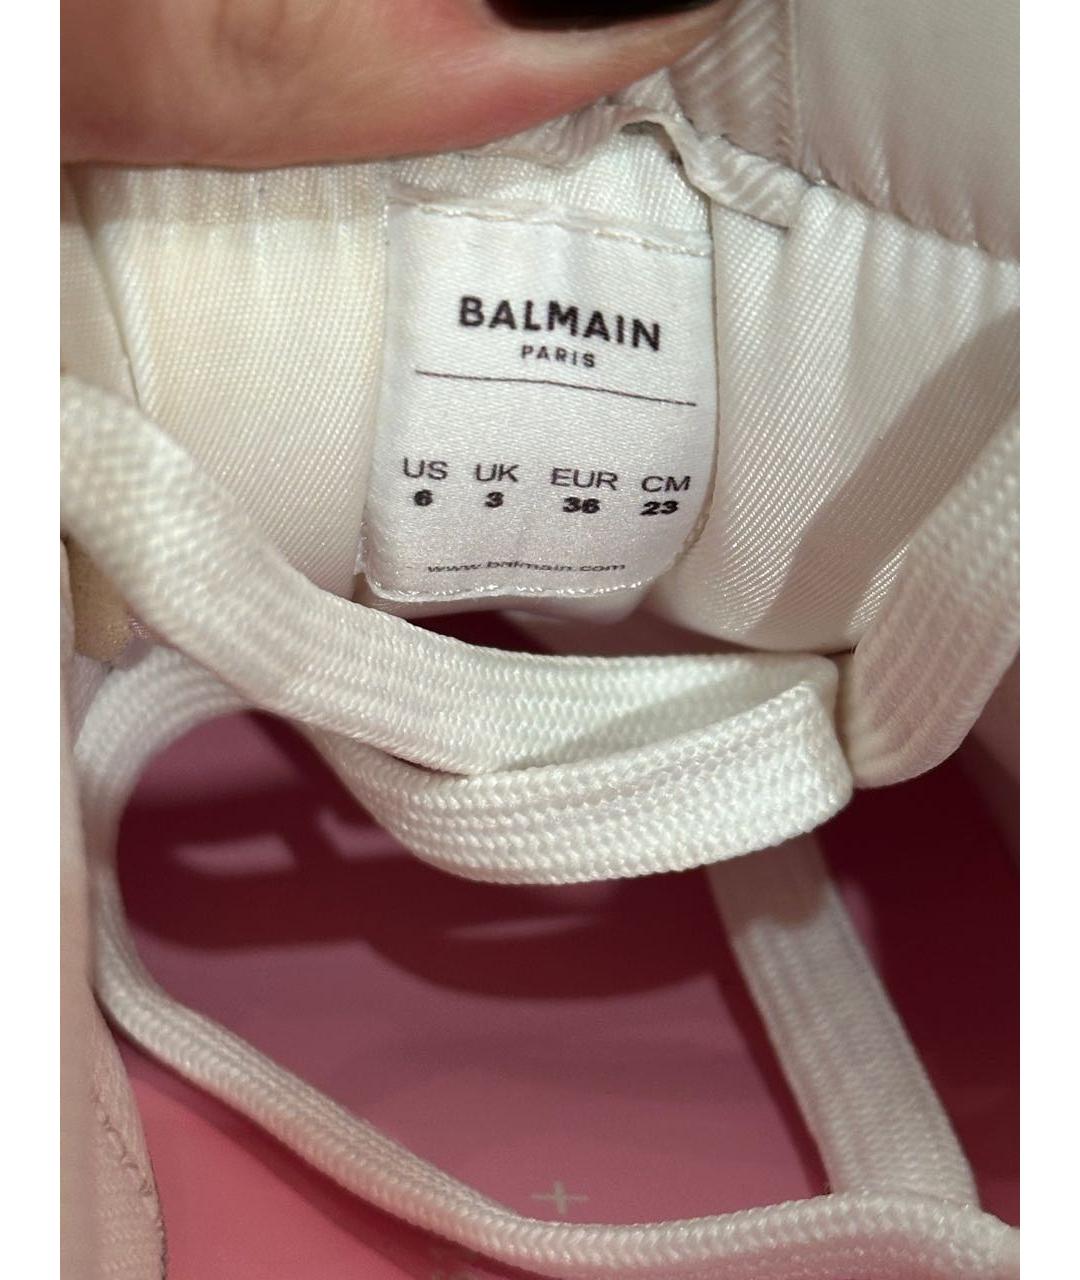 BALMAIN
PARIS
US UK EUR CM
6 3 36 23
www.balmain.com